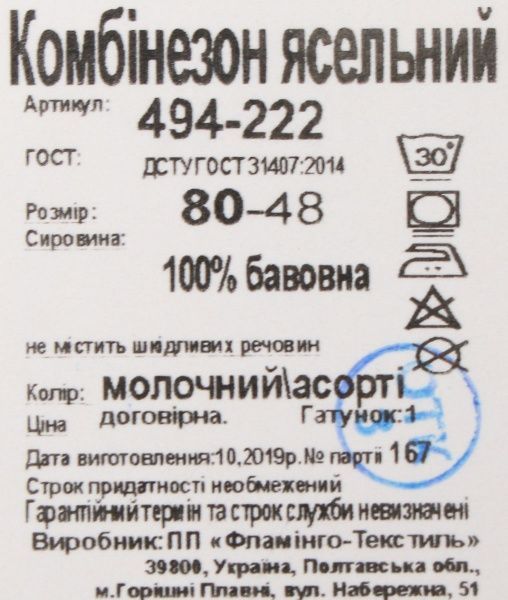 Комбінезон ясельний
Артикул: 494-222
ГОСТ: ДСТУ ГОСТ 31407:2014
30°
Розмір: 80-48
Сировина:
100% бавовна
не містить шкідливих речовин
Колір: молочний\асорті
Ціна договірна. Гатунок:1
Дата виготовлення:10,2019р.№ партії 167
Строк придатності необмежений
Гарантійний термін та строк служби невизначені
Виробник: ПП «Фламінго-Текстиль»
39800, Україна, Полтавська обл.,
м.Горішні Плавні, вул. Набережна, 51